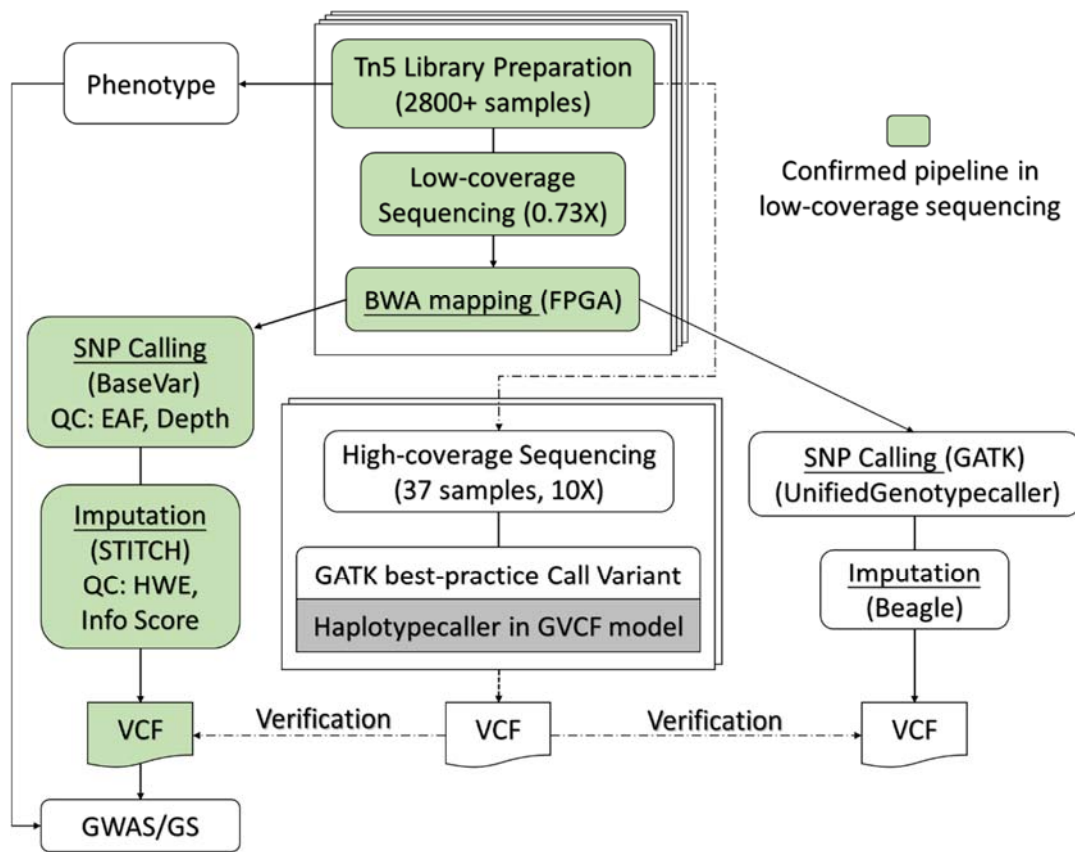 Phenotype
Tn5 Library Preparation
(2800+ samples)
Low-coverage
Sequencing (0.73X)
BWA mapping (FPGA)
Confirmed pipeline in
low-coverage sequencing
SNP Calling
(BaseVar)
QC: EAF, Depth
Imputation
(STITCH)
QC: HWE,
Info Score
High-coverage Sequencing
(37 samples, 10X)
GATK best-practice Call Variant
Haplotypecaller in GVCF model
SNP Calling (GATK)
(UnifiedGenotypecaller)
Imputation
(Beagle)
VCF
Verification
VCF
Verification
VCF
GWAS/GS